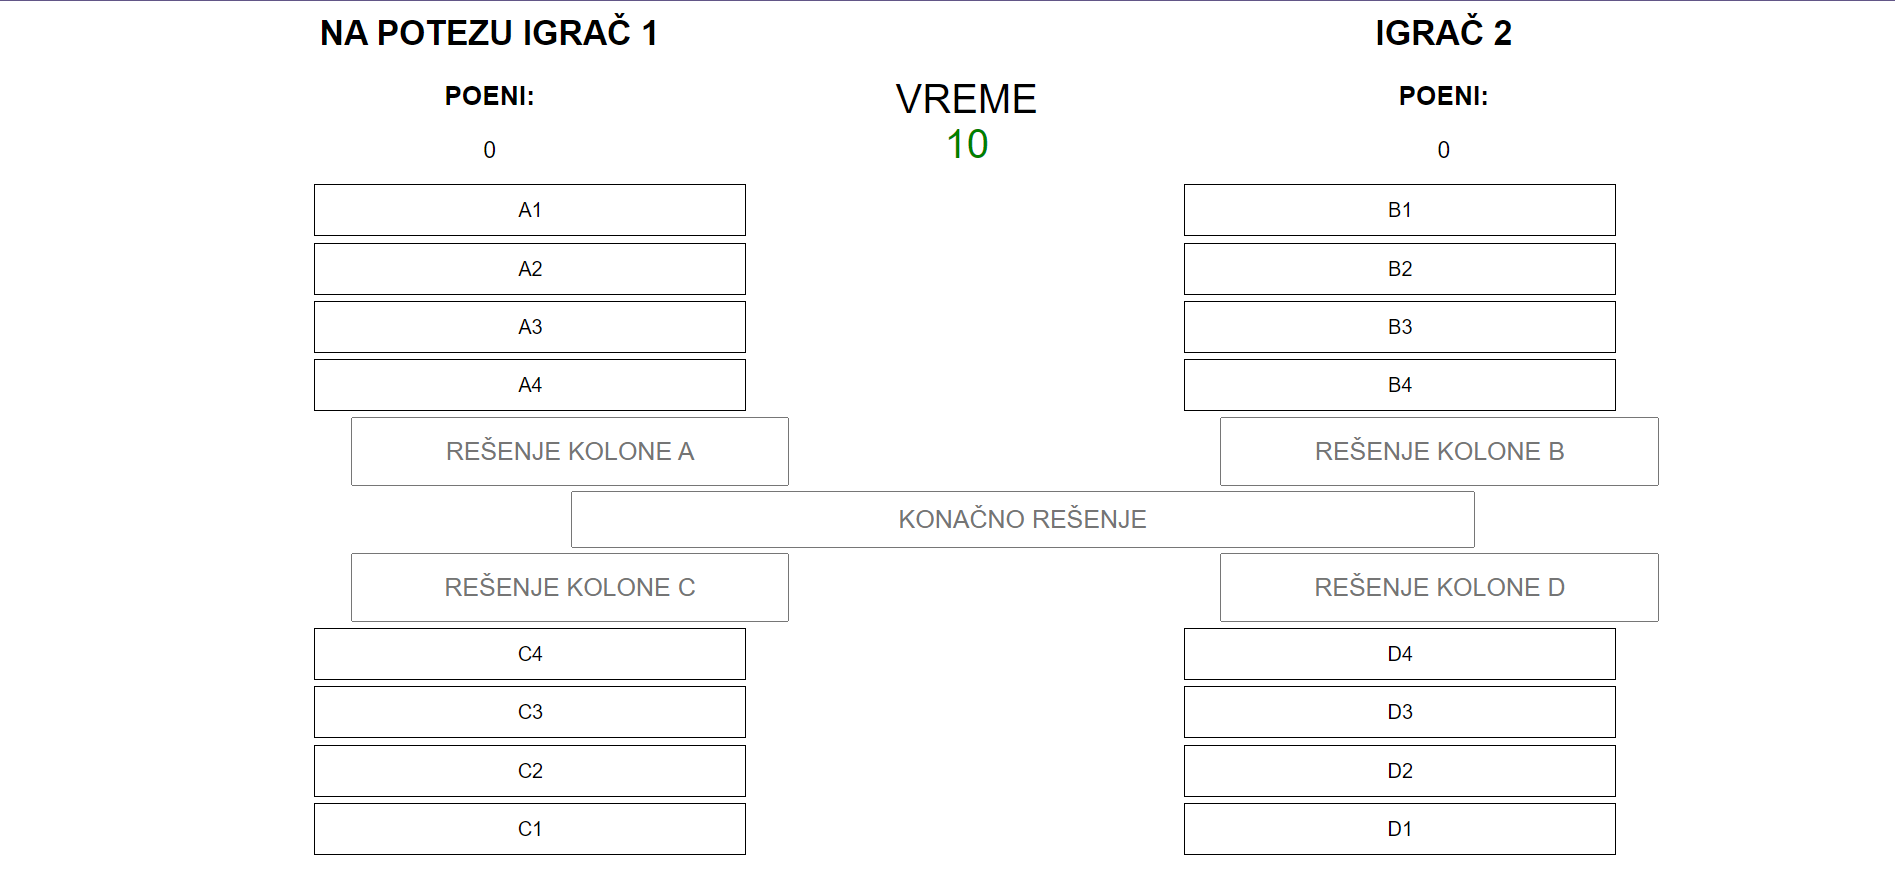 NA POTEZU IGRAČ 1
IGRAČ 2
POENI:
VREME
POENI:
0
10
0
A1
B1
A2
B2
A3
B3
A4
B4
REŠENJE KOLONE A
REŠENJE KOLONE B
KONAČNO REŠENJE
REŠENJE KOLONE C
REŠENJE KOLONE D
C4
D4
C3
D3
C2
D2
C1
D1